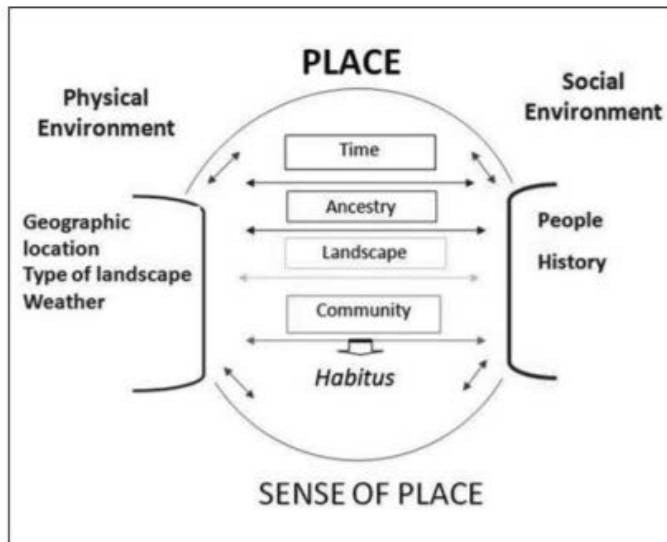 PLACE
Physical
Environment
Social
Environment
Time
Ancestry
Landscape
Community
Habitus
Geographic
location
Type of landscape
Weather
People
History
SENSE OF PLACE